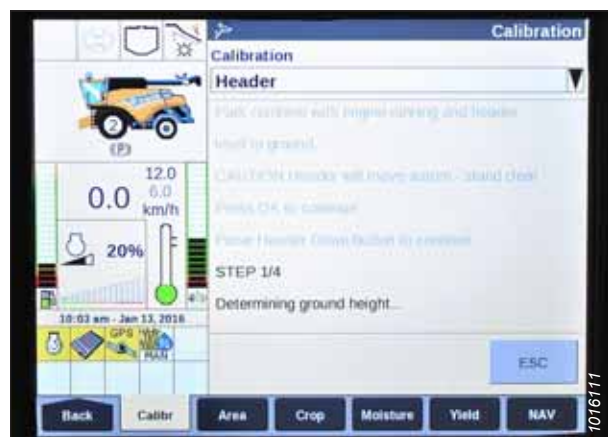 Calibration
Calibration
Header
Park combine with engine running and header
level to ground.
CAUTION Header will move autom - stand clear
Press OK to continue
Press Header Down button to continue
STEP 1/4
Determining ground height...
ESC
2
(P)
12.0
0.0
6.0
km/h
20%
10:03 am - Jan 13, 2016
GPS
MAIN
Back
Calibr
Area
Crop
Moisture
Yield
NAV
1016111